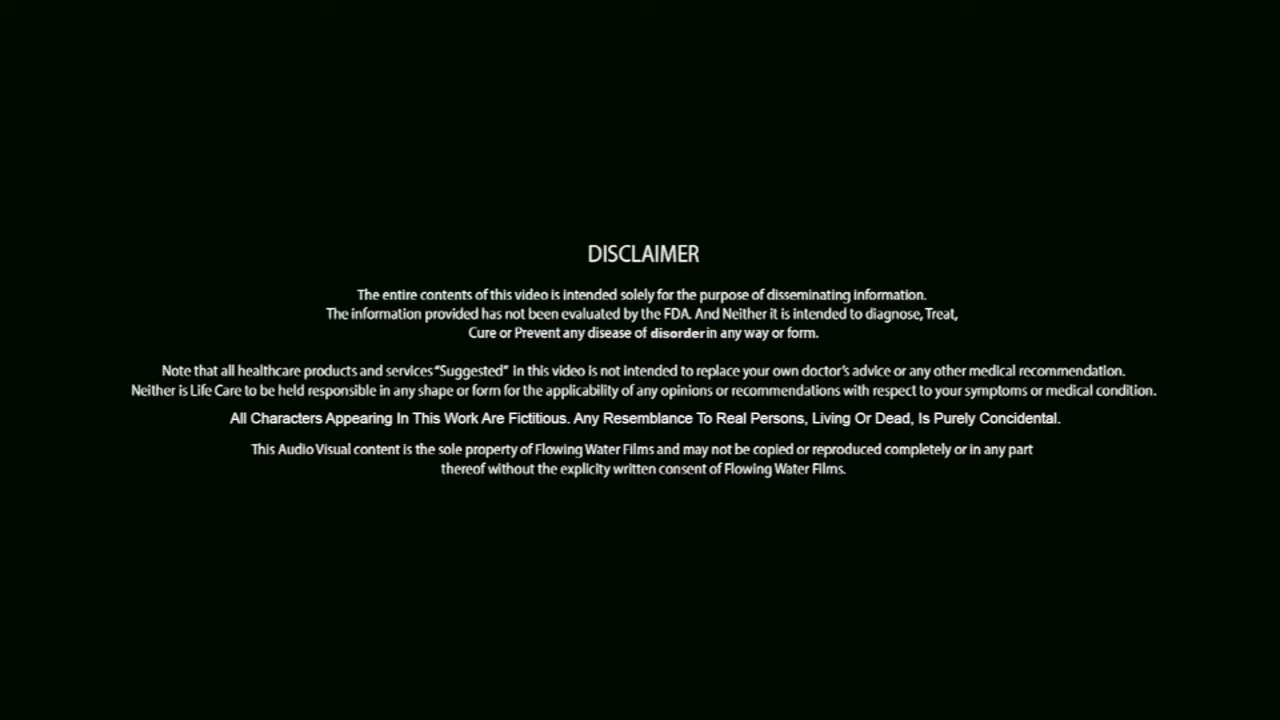 DISCLAIMER
The entire contents of this video is intended solely for the purpose of disseminating information.
The information provided has not been evaluated by the FDA. And Neither it is intended to diagnose, Treat,
Cure or Prevent any disease of disorder in any way or form.
Note that all healthcare products and services “Suggested” in this video is not intended to replace your own doctor's advice or any other medical recommendation.
Neither is Life Care to be held responsible in any shape or form for the applicability of any opinions or recommendations with respect to your symptoms or medical condition.
All Characters Appearing In This Work Are Fictitious. Any Resemblance To Real Persons, Living Or Dead, Is Purely Concidental.
This Audio Visual content is the sole property of Flowing Water Films and may not be copied or reproduced completely or in any part
thereof without the explicity written consent of Flowing Water Films.